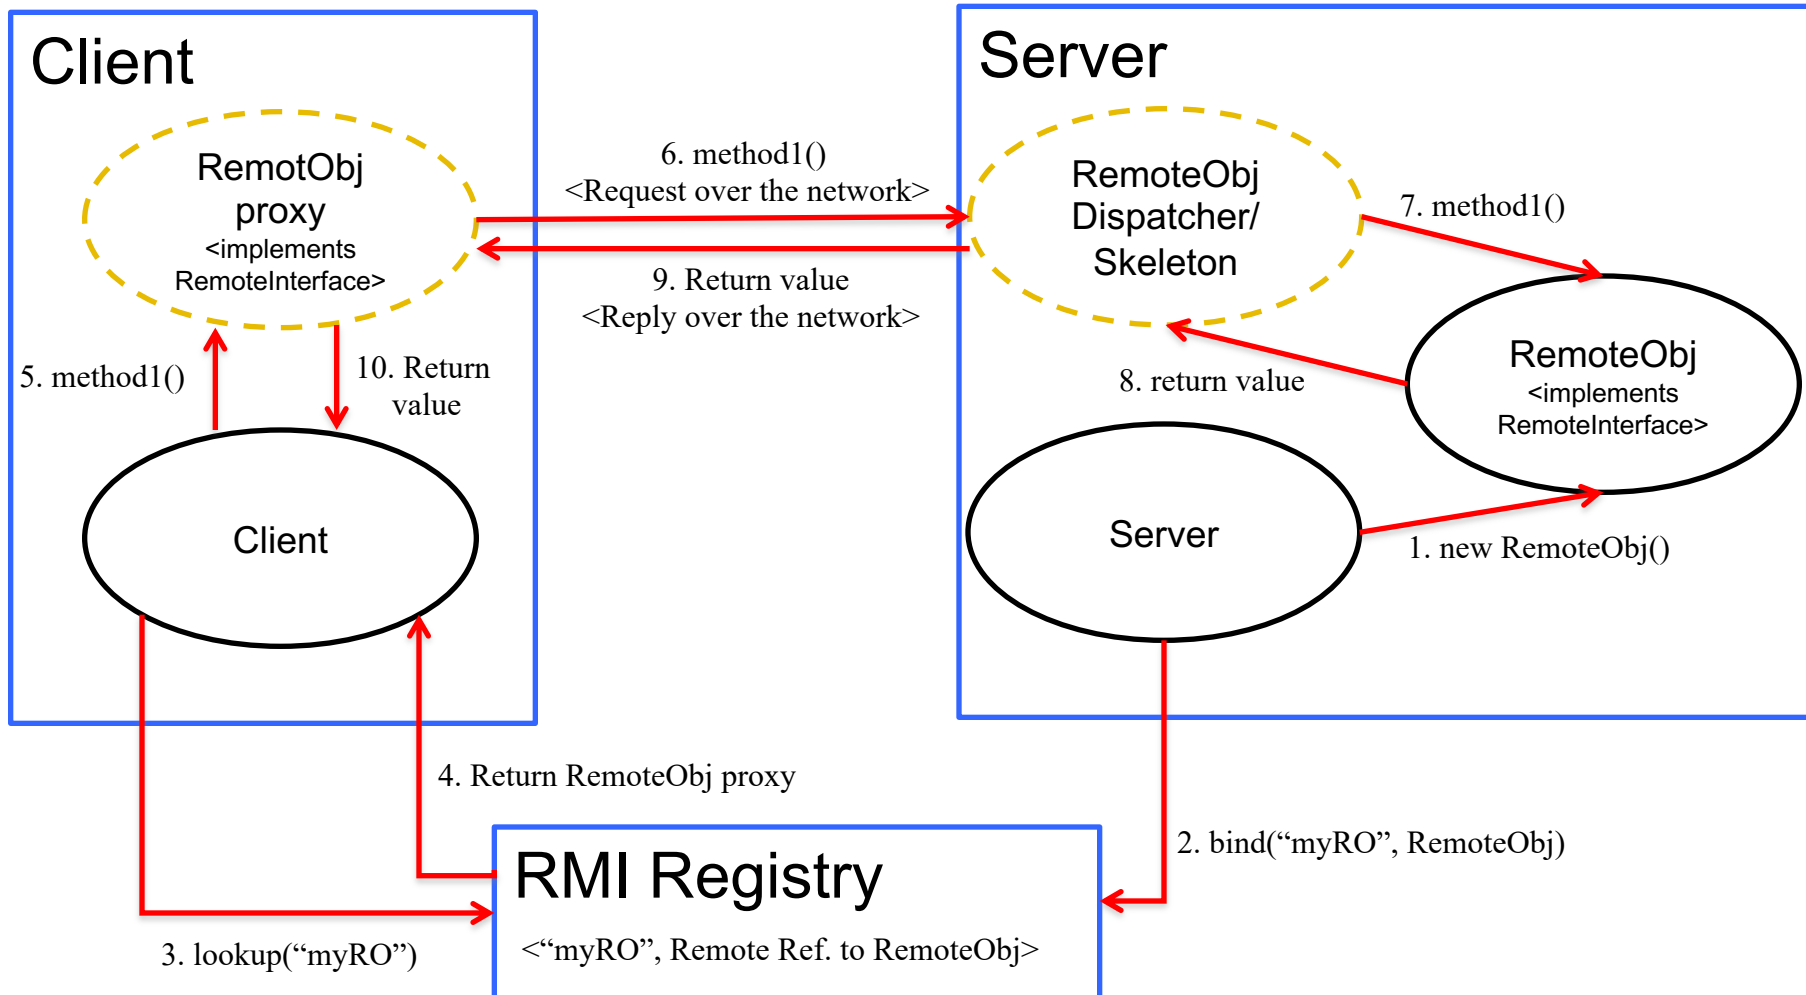 Client
Server
RemotObj
proxy
<implements
RemoteInterface>
6. method1()
<Request over the network>
9. Return value
<Reply over the network>
RemoteObj
Dispatcher/
Skeleton
7. method1()
5. method1()
10. Return
value
8. return value
RemoteObj
<implements
RemoteInterface>
Client
Server
1. new RemoteObj()
4. Return RemoteObj proxy
2. bind(“myRO”, RemoteObj)
RMI Registry
3. lookup(“myRO”)
<“myRO”, Remote Ref. to RemoteObj>